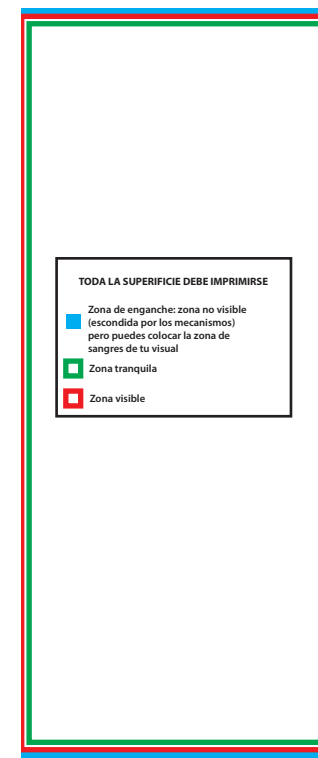 TODA LA SUPERIFICIE DEBE IMPRIMIRSE
Zona de enganche: zona no visible
(escondida por los mecanismos)
pero puedes colocar la zona de
sangres de tu visual
Zona tranquila
Zona visible